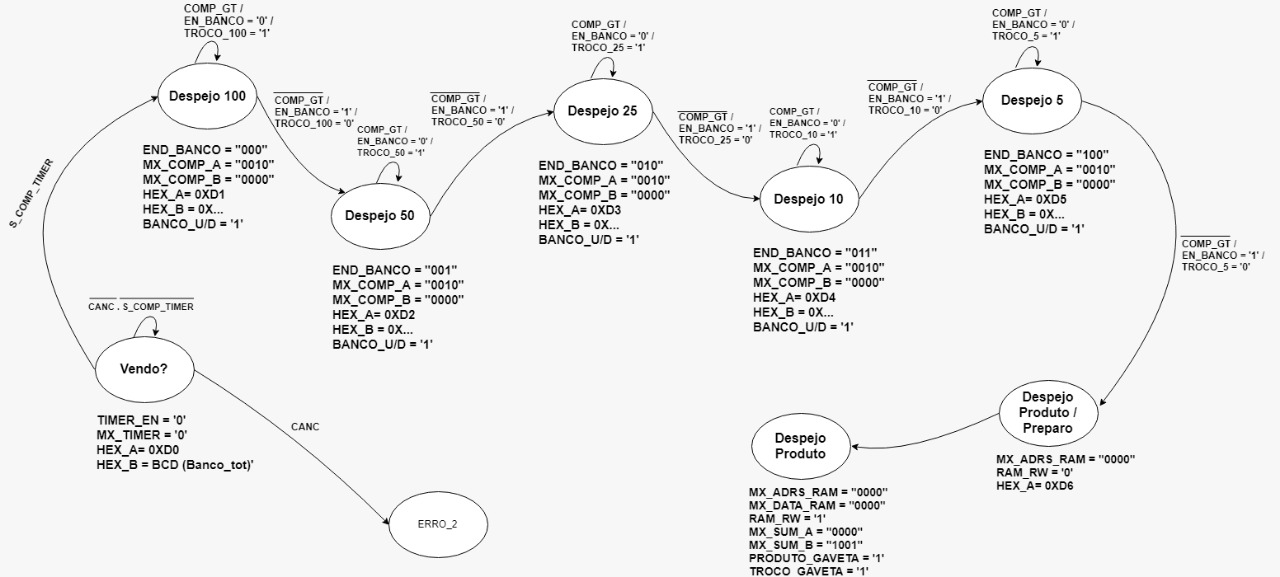 COMP_GT /
EN_BANCO = '0' /
TROCO_100 = '1'
Despejo 100
END_BANCO = "000"
MX_COMP_A = "0010"
MX_COMP_B = "0000"
HEX_A= 0XD1
HEX_B = 0X...
BANCO_U/D = '1'
COMP_GT /
EN_BANCO = '1' /
TROCO_100 = '0'
COMP_GT /
EN_BANCO = '0' /
TROCO_50 = '1'
Despejo 50
END_BANCO = "001"
MX_COMP_A = "0010"
MX_COMP_B = "0000"
HEX_A= 0XD2
HEX_B = 0X...
BANCO_U/D = '1'
COMP_GT /
EN_BANCO = '1' /
TROCO_50 = '0'
COMP_GT /
EN_BANCO = '0' /
TROCO_25 = '1'
Despejo 25
END_BANCO = "010"
MX_COMP_A = "0010"
MX_COMP_B = "0000"
HEX_A= 0XD3
HEX_B = 0X...
BANCO_U/D = '1'
COMP_GT /
EN_BANCO = '1' /
TROCO_25 = '0'
COMP_GT /
EN_BANCO = '0' /
TROCO_10 = '1'
Despejo 10
END_BANCO = "011"
MX_COMP_A = "0010"
MX_COMP_B = "0000"
HEX_A= 0XD4
HEX_B = 0X...
BANCO_U/D = '1'
COMP_GT /
EN_BANCO = '1' /
TROCO_10 = '0'
COMP_GT /
EN_BANCO = '0' /
TROCO_5 = '1'
Despejo 5
END_BANCO = "100"
MX_COMP_A = "0010"
MX_COMP_B = "0000"
HEX_A= 0XD5
HEX_B = 0X...
BANCO_U/D = '1'
COMP_GT /
EN_BANCO = '1' /
TROCO_5 = '0'
S_COMP_TIMER
CANC . S_COMP_TIMER
Vendo?
TIMER_EN = '0'
MX_TIMER = '0'
HEX_A= 0XD0
HEX_B = BCD (Banco_tot)'
CANC
ERRO_2
Despejo
Produto /
Preparo
MX_ADRS_RAM = "0000"
RAM_RW = '0'
HEX_A= 0XD6
Despejo
Produto
MX_ADRS_RAM = "0000"
MX_DATA_RAM = "0000"
RAM_RW = '1'
MX_SUM_A = "0000"
MX_SUM_B = "1001"
PRODUTO_GAVETA = '1'
TROCO_GAVETA = '1'